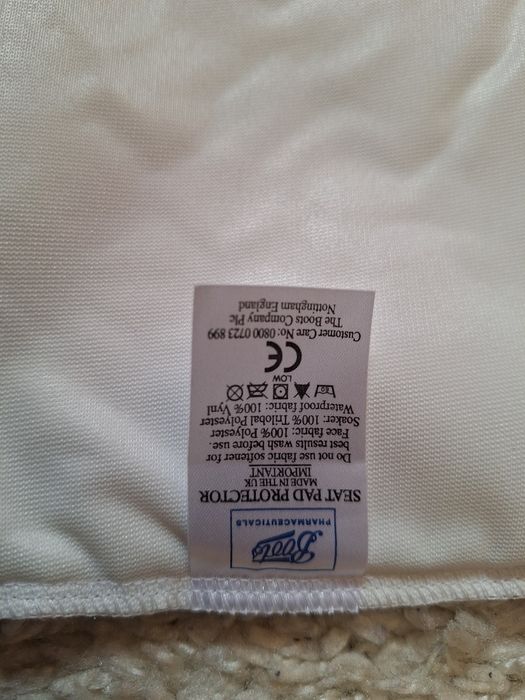 Boots
PHARMACEUTICALS
SEAT PAD PROTECTOR
MADE IN THE UK
IMPORTANT
Do not use fabric softener for
best results wash before use.
Face fabric: 100% Polyester
Soaker: 100% Trilobal Polyester
Waterproof fabric: 100% Vynl
LOW
CE
Customer Care No: 0800 0723 899
The Boots Company Plc
Nottingham England